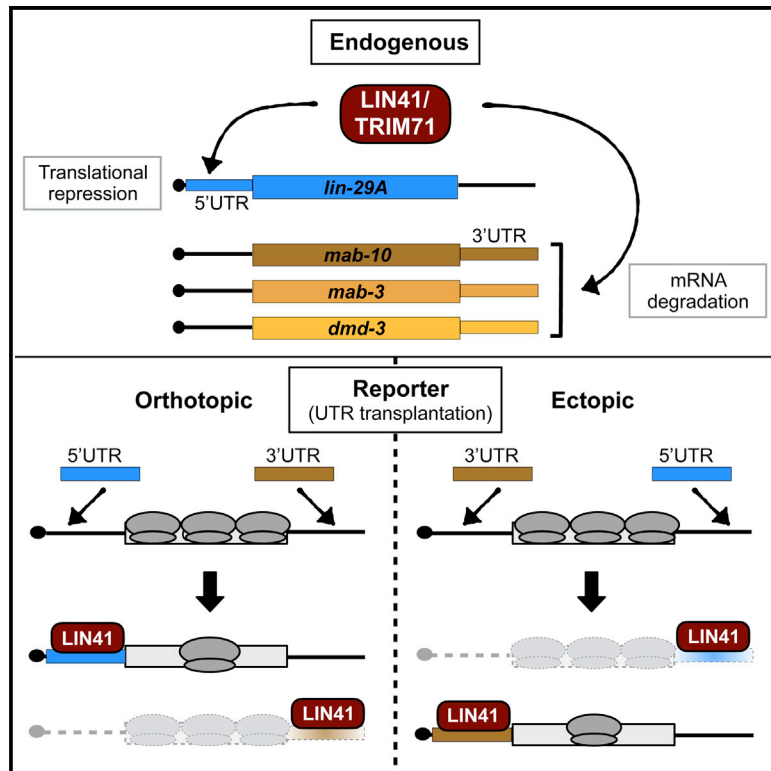 Endogenous
LIN41/
TRIM71
Translational
repression
5'UTR
lin-29A
3'UTR
mab-10
mab-3
dmd-3
mRNA
degradation
Reporter
(UTR transplantation)
Orthotopic
Ectopic
5'UTR
3'UTR
3'UTR
5'UTR
LIN41
LIN41
LIN41
LIN41